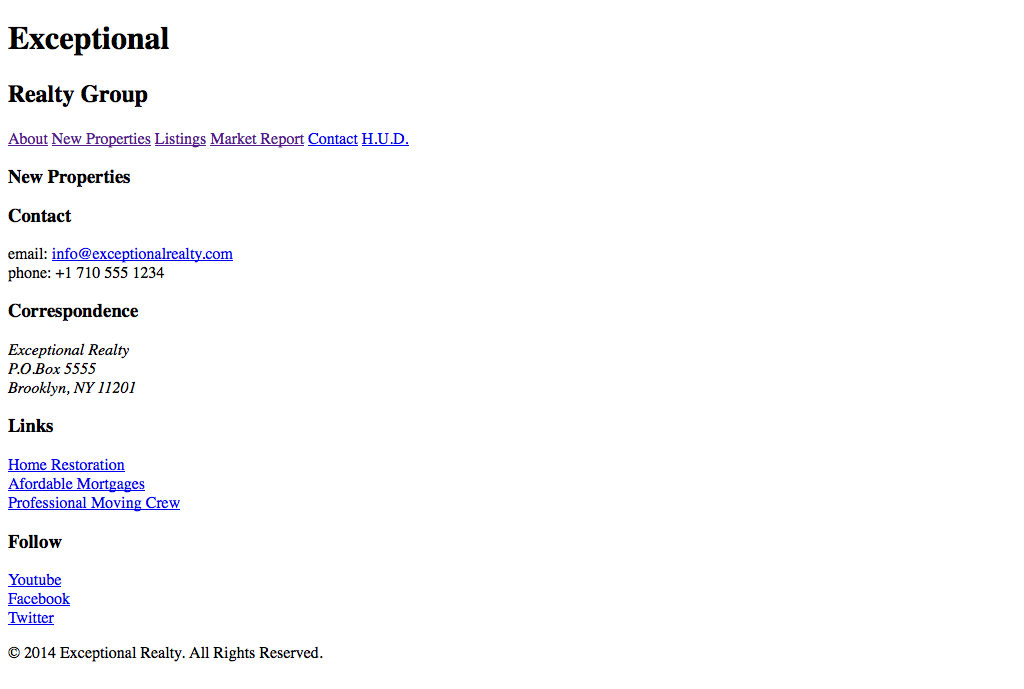 Exceptional
Realty Group
About New Properties Listings Market Report Contact H.U.D.
New Properties
Contact
email: info@exceptionalrealty.com
phone: +1 710 555 1234
Correspondence
Exceptional Realty
P.O.Box 5555
Brooklyn, NY 11201
Links
Home Restoration
Afordable Mortgages
Professional Moving Crew
Follow
Youtube
Facebook
Twitter
© 2014 Exceptional Realty. All Rights Reserved.